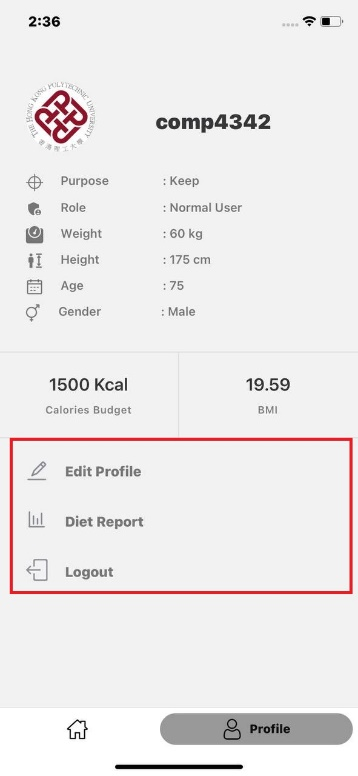 2:36
THE HONG KONG POLYTECHNIC UNIVERSITY
香港理工大學
comp4342
Purpose : Keep
Role : Normal User
Weight : 60 kg
Height : 175 cm
Age : 75
Gender : Male
1500 Kcal 19.59
Calories Budget BMI
Edit Profile
Diet Report
Logout
Profile